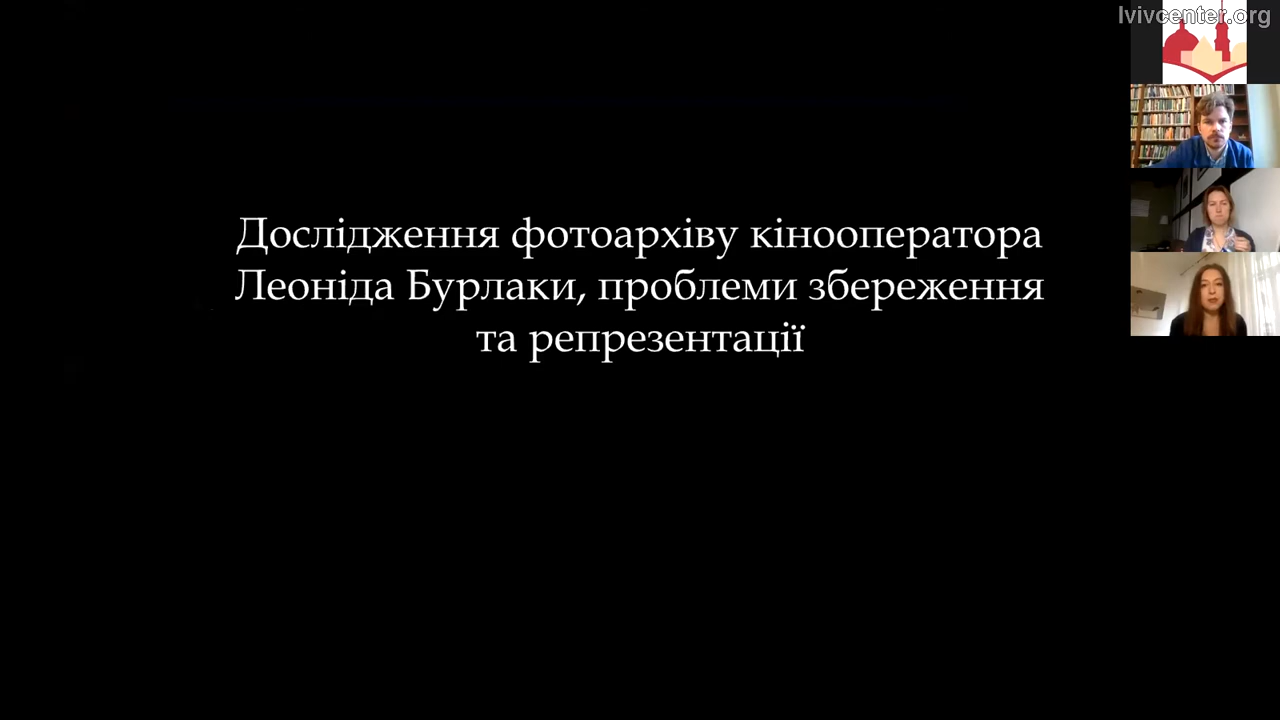 lvivcenter.org
Дослідження фотоархіву кінооператора
Леоніда Бурлаки, проблеми збереження
та репрезентації